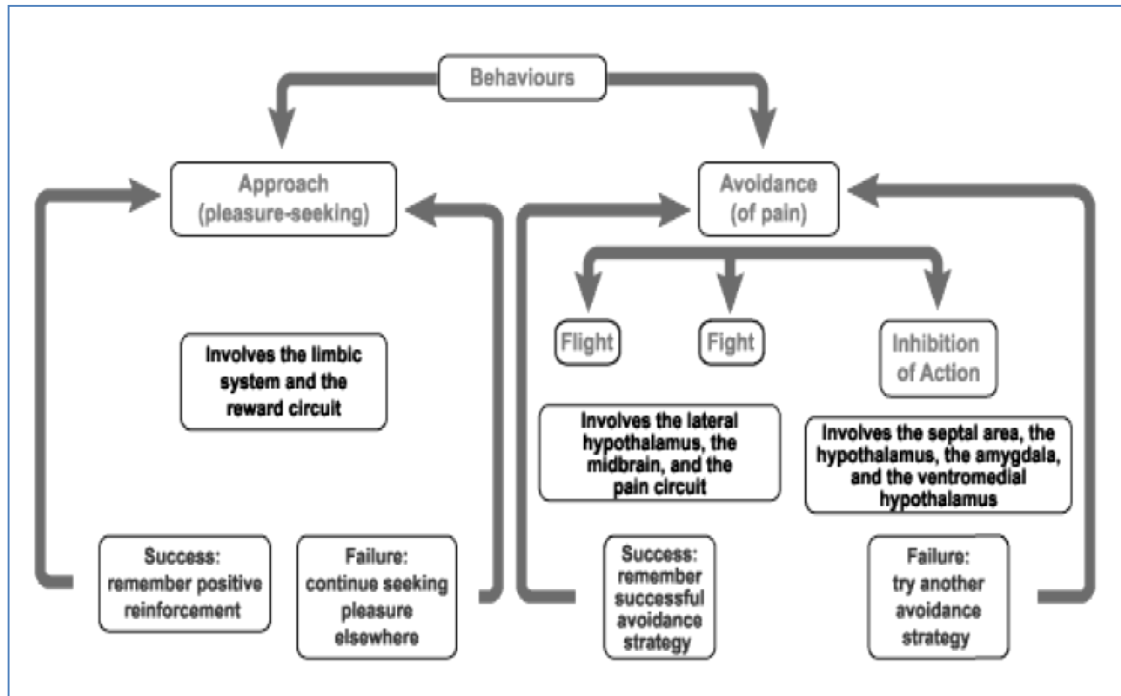 Behaviours
Approach
(pleasure-seeking)
Avoidance
(of pain)
Flight
Fight
Inhibition
of Action
Involves the limbic
system and the
reward circuit
Involves the lateral
hypothalamus, the
midbrain, and the
pain circuit
Involves the septal area, the
hypothalamus, the amygdala,
and the ventromedial
hypothalamus
Success:
remember positive
reinforcement
Failure:
continue seeking
pleasure
elsewhere
Success:
remember
successful
avoidance
strategy
Failure:
try another
avoidance
strategy